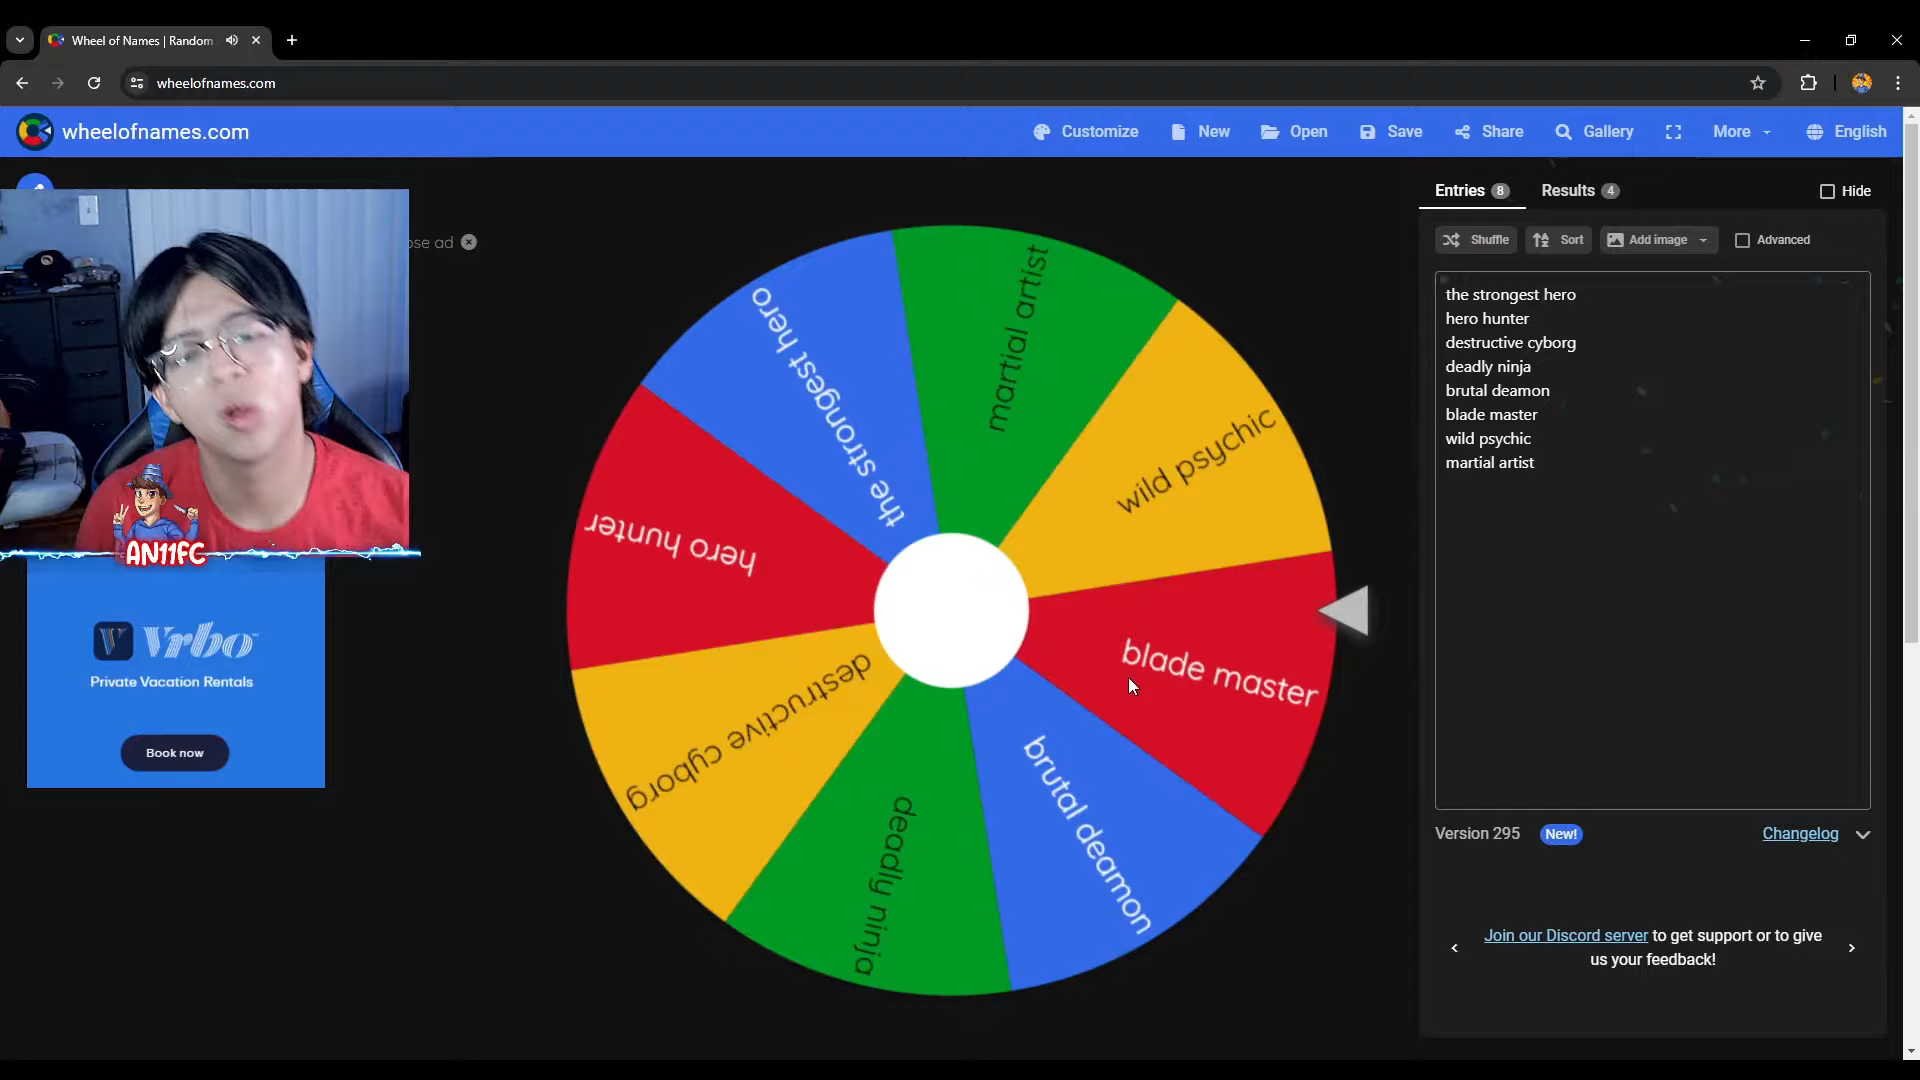 Wheel of Names | Random
wheelofnames.com
wheelofnames.com
Customize
New
Open
Save
Share
Gallery
More
English
ose ad
AN11FC
Vrbo
Private Vacation Rentals
Book now
the strongest hero
martial artist
wild psychic
hero hunter
blade master
destructive cyborg
brutal deamon
deadly ninja
Entries 8
Results 4
Hide
Shuffle
Sort
Add image
Advanced
the strongest hero
hero hunter
destructive cyborg
deadly ninja
brutal deamon
blade master
wild psychic
martial artist
Version 295
New!
Changelog
Join our Discord server to get support or to give
us your feedback!